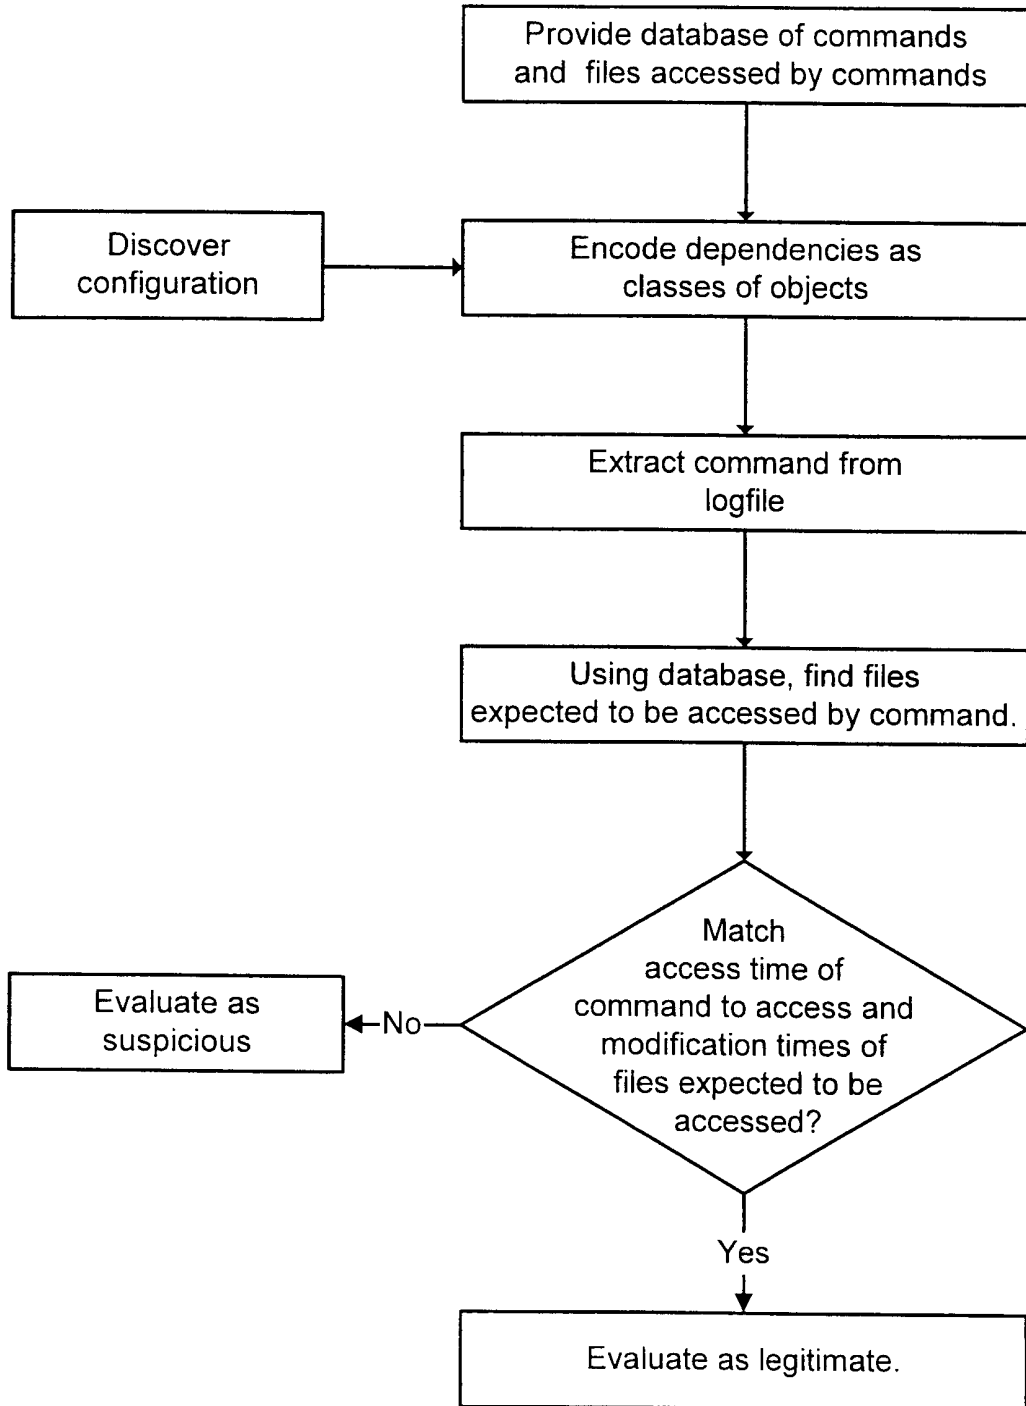 Provide database of commands
and files accessed by commands
Discover
configuration
Encode dependencies as
classes of objects
Extract command from
logfile
Using database, find files
expected to be accessed by command.
Match
access time of
command to access and
modification times of
files expected to be
accessed?
Evaluate as
suspicious
No
Yes
Evaluate as legitimate.